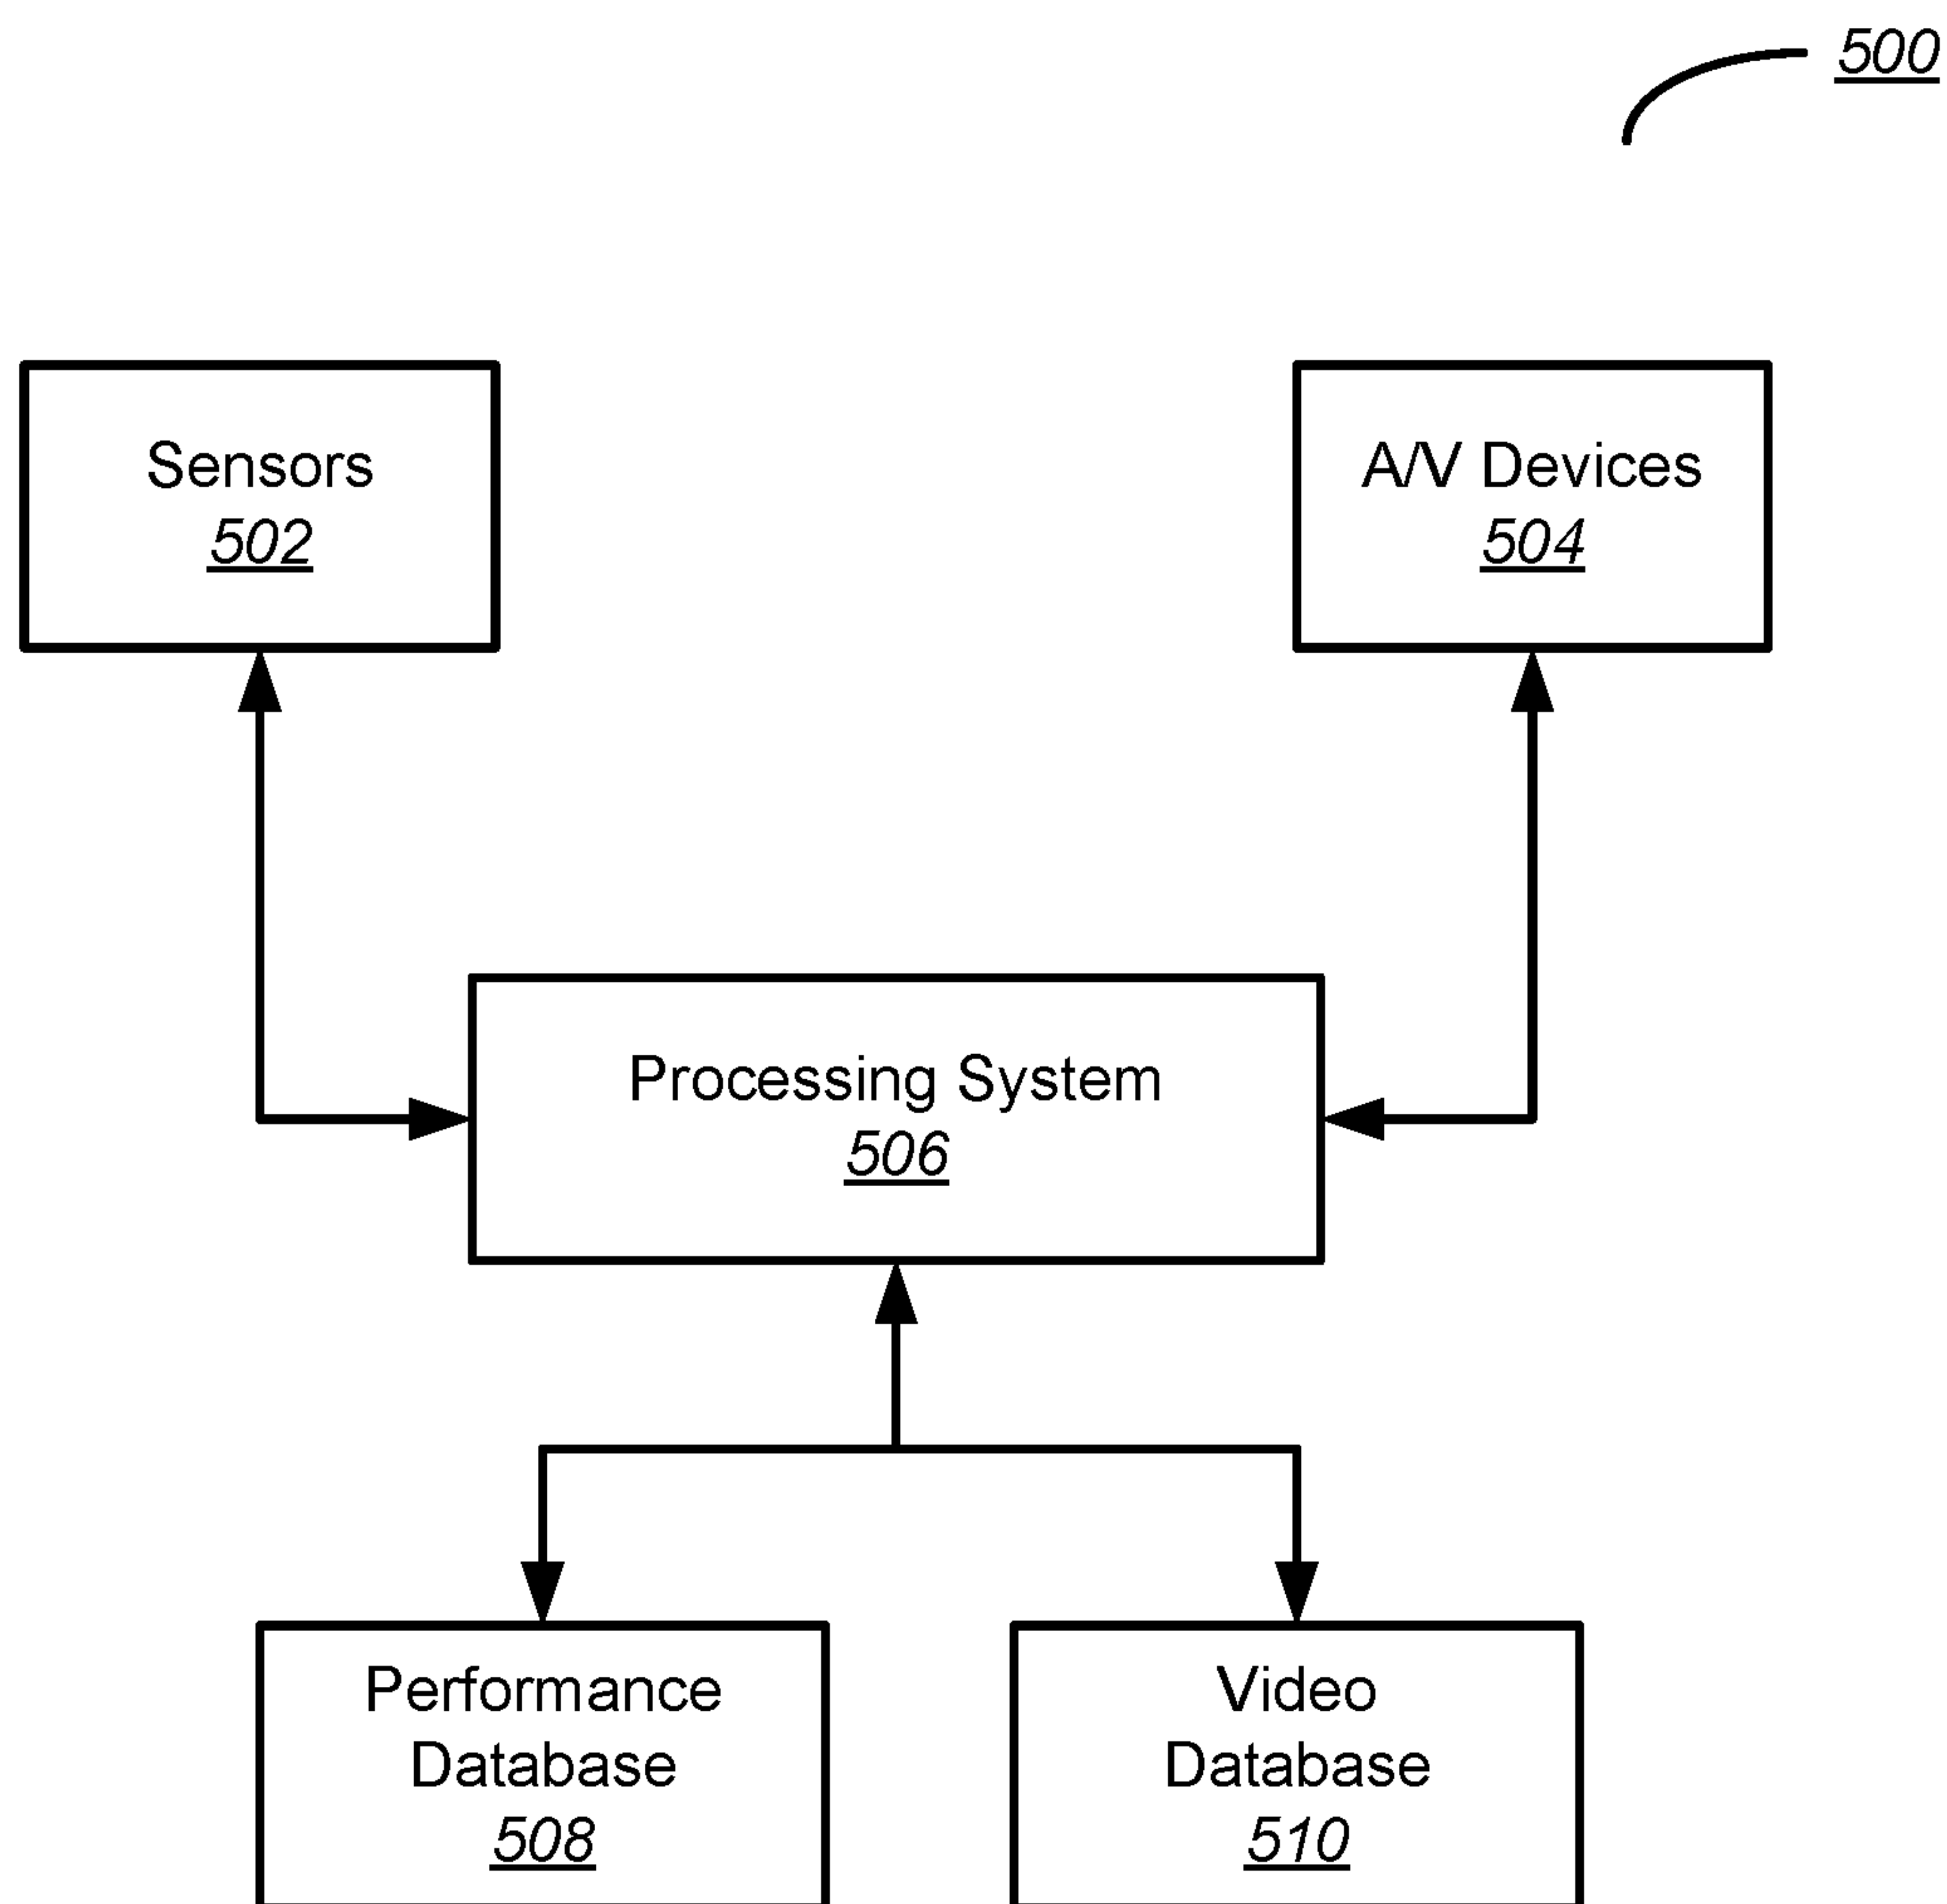 500
Sensors
502
A/V Devices
504
Processing System
506
Performance
Database
508
Video
Database
510